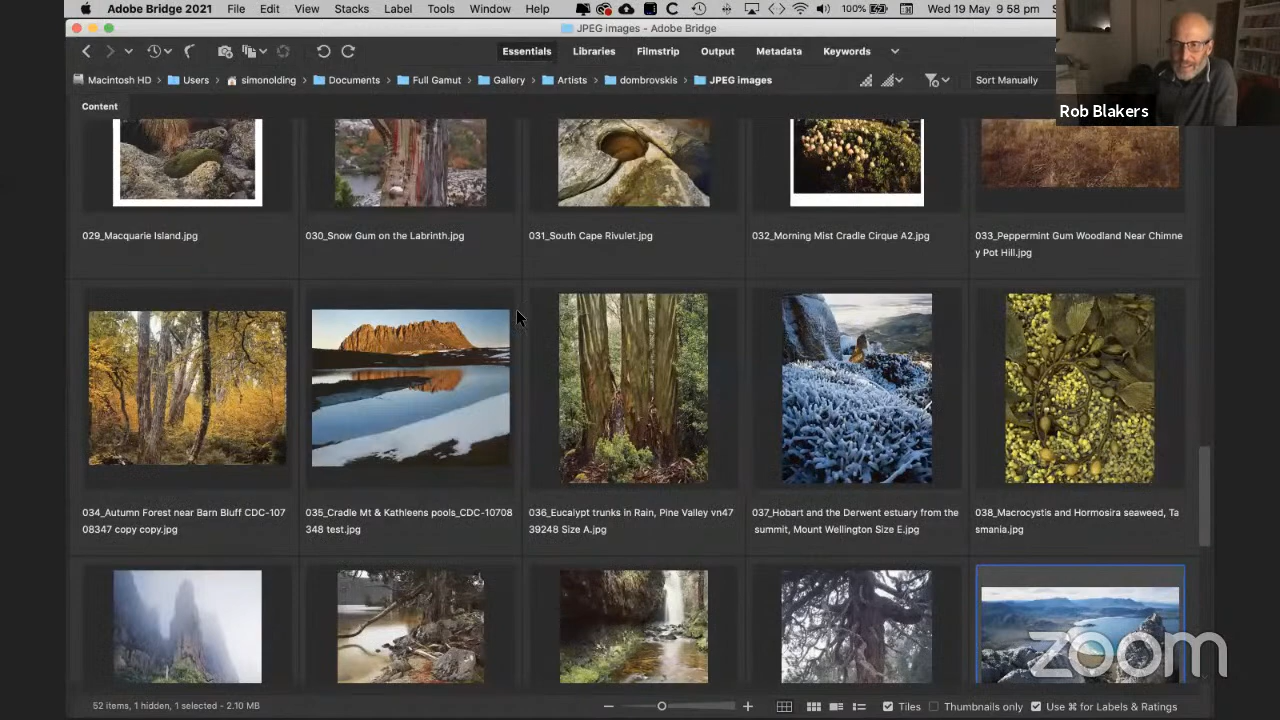 Adobe Bridge 2021 File Edit View Stacks Label Tools Window Help 100% Wed 19 May 9:58 pm
JPEG images - Adobe Bridge
Essentials Libraries Filmstrip Output Metadata Keywords
Macintosh HD Users simonolding Documents Full Gamut Gallery Artists dombrovskis JPEG images Sort Manually
Rob Blakers
Content
029_Macquarie Island.jpg
030_Snow Gum on the Labrinth.jpg
031_South Cape Rivulet.jpg
032_Morning Mist Cradle Cirque A2.jpg
033_Peppermint Gum Woodland Near Chimne
y Pot Hill.jpg
034_Autumn Forest near Barn Bluff CDC-107
08347 copy copy.jpg
035_Cradle Mt & Kathleens pools_CDC-10708
348 test.jpg
036_Eucalypt trunks in Rain, Pine Valley vn47
39248 Size A.jpg
037_Hobart and the Derwent estuary from the
summit, Mount Wellington Size E.jpg
038_Macrocystis and Hormosira seaweed, Ta
smania.jpg
zoom
52 items, 1 hidden, 1 selected - 2.10 MB
Tiles Thumbnails only Use ⌘ for Labels & Ratings